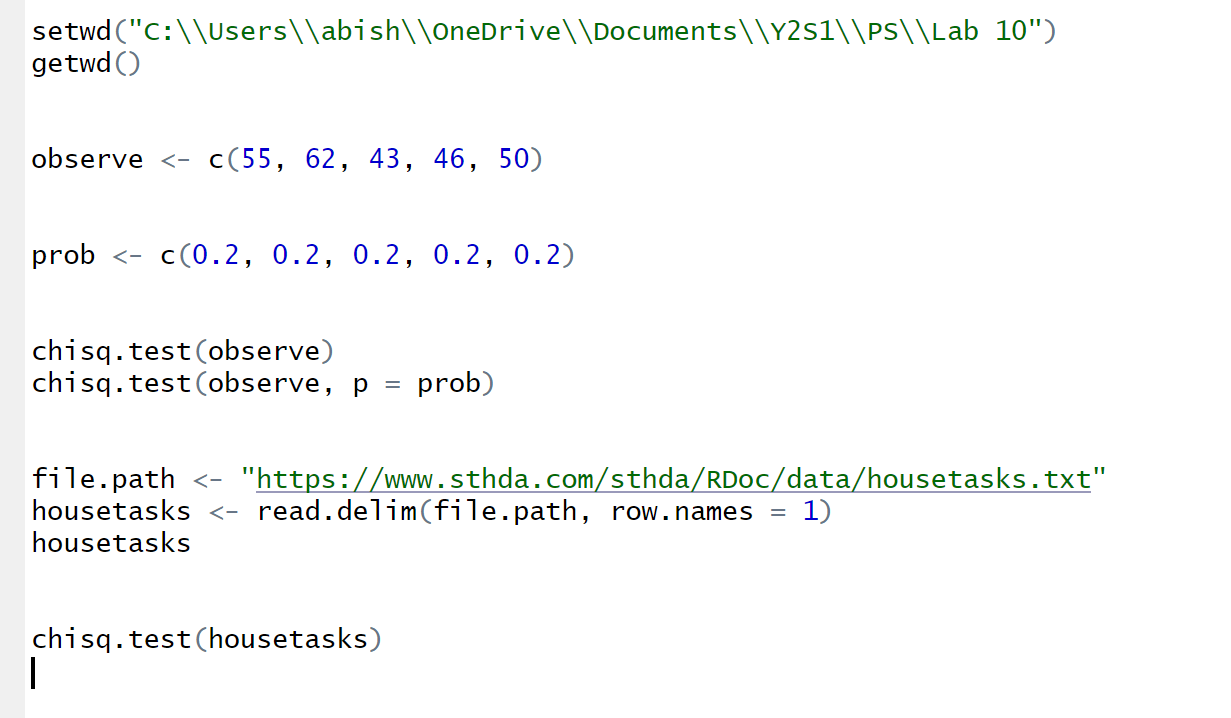 setwd("C:\\Users\\abish\\OneDrive\\Documents\\Y2S1\\PS\\Lab 10")
getwd()
observe <- c(55, 62, 43, 46, 50)
prob <- c(0.2, 0.2, 0.2, 0.2, 0.2)
chisq.test(observe)
chisq.test(observe, p = prob)
file.path <- "https://www.sthda.com/sthda/RDoc/data/housetasks.txt"
housetasks <- read.delim(file.path, row.names = 1)
housetasks
chisq.test(housetasks)